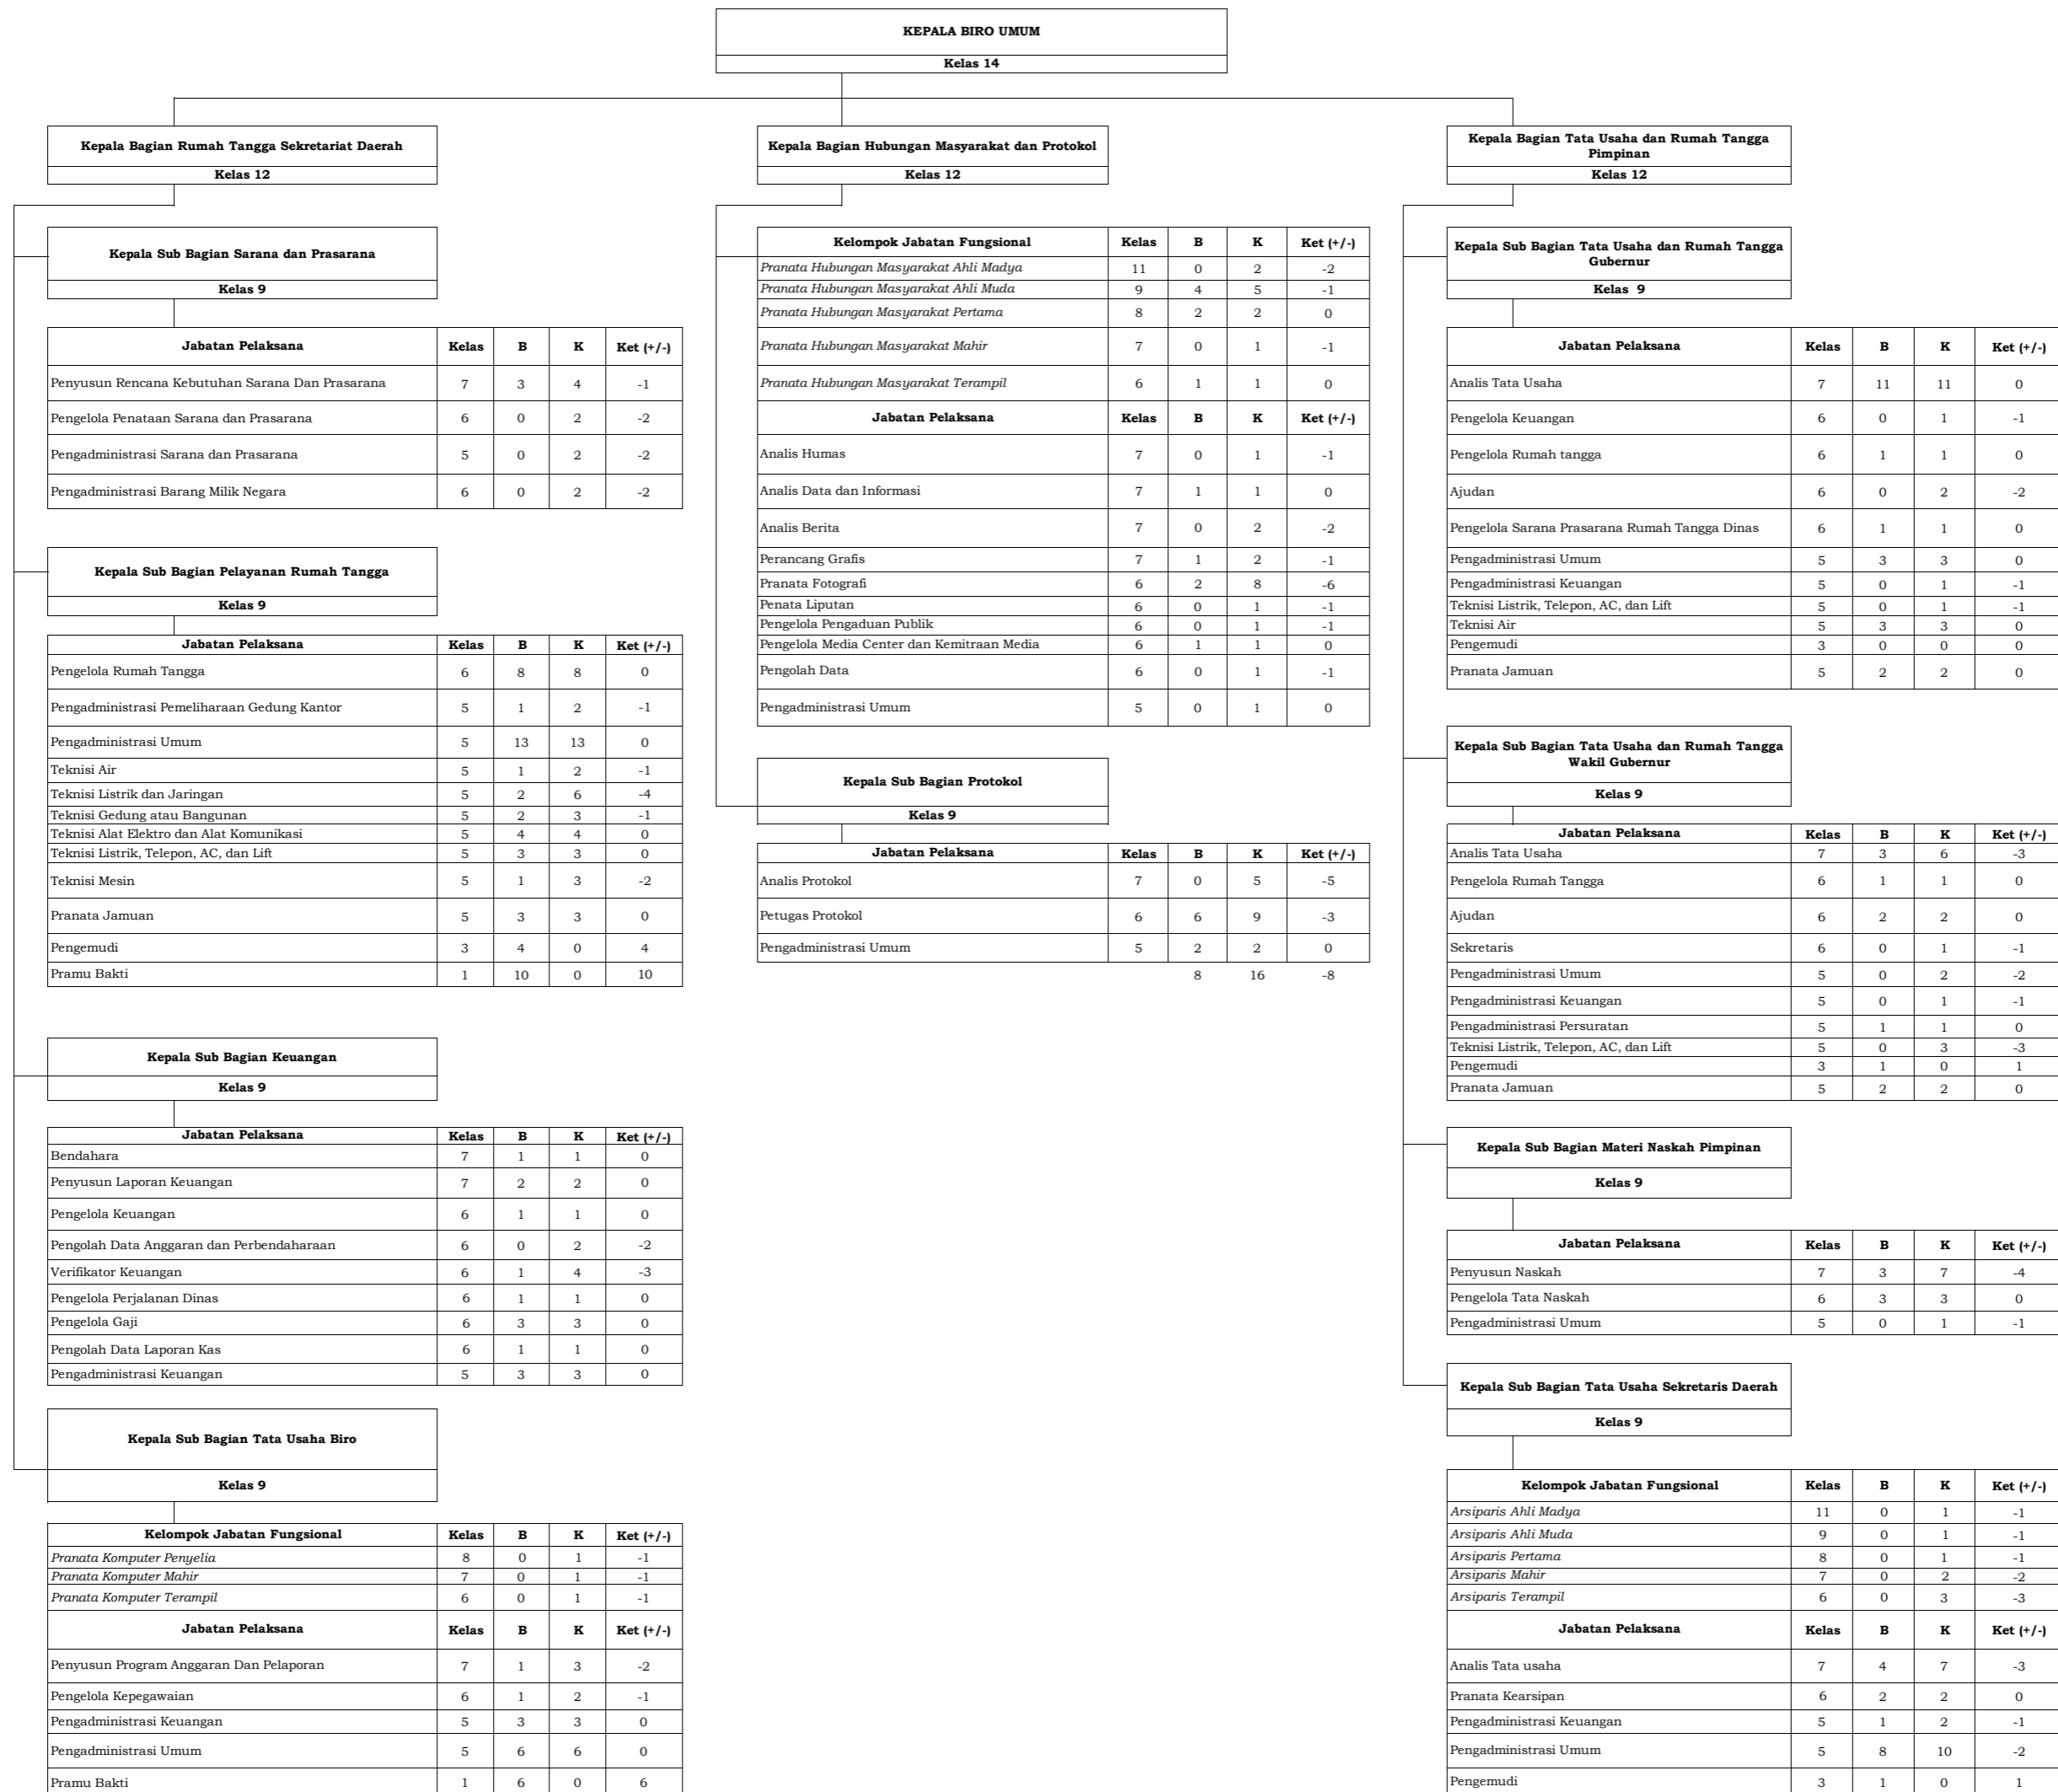 KEPALA BIRO UMUM
Kelas 14
Kepala Bagian Rumah Tangga Sekretariat Daerah
Kelas 12
Kepala Sub Bagian Sarana dan Prasarana
Kelas 9
Jabatan Pelaksana Kelas B K Ket (+/-)
Penyusun Rencana Kebutuhan Sarana Dan Prasarana 7 3 4 -1
Pengelola Penataan Sarana dan Prasarana 6 0 2 -2
Pengadministrasi Sarana dan Prasarana 5 0 2 -2
Pengadministrasi Barang Milik Negara 6 0 2 -2
Kepala Sub Bagian Pelayanan Rumah Tangga
Kelas 9
Jabatan Pelaksana Kelas B K Ket (+/-)
Pengelola Rumah Tangga 6 8 8 0
Pengadministrasi Pemeliharaan Gedung Kantor 5 1 2 -1
Pengadministrasi Umum 5 13 13 0
Teknisi Air 5 1 2 -1
Teknisi Listrik dan Jaringan 5 2 6 -4
Teknisi Gedung atau Bangunan 5 2 3 -1
Teknisi Alat Elektro dan Alat Komunikasi 5 4 4 0
Teknisi Listrik, Telepon, AC, dan Lift 5 3 3 0
Teknisi Mesin 5 1 3 -2
Pranata Jamuan 5 3 3 0
Pengemudi 3 4 0 4
Pramu Bakti 1 10 0 10
Kepala Sub Bagian Keuangan
Kelas 9
Jabatan Pelaksana Kelas B K Ket (+/-)
Bendahara 7 1 1 0
Penyusun Laporan Keuangan 7 2 2 0
Pengelola Keuangan 6 1 1 0
Pengolah Data Anggaran dan Perbendaharaan 6 0 2 -2
Verifikator Keuangan 6 1 4 -3
Pengelola Perjalanan Dinas 6 1 1 0
Pengelola Gaji 6 3 3 0
Pengolah Data Laporan Kas 6 1 1 0
Pengadministrasi Keuangan 5 3 3 0
Kepala Sub Bagian Tata Usaha Biro
Kelas 9
Kelompok Jabatan Fungsional Kelas B K Ket (+/-)
Pranata Komputer Penyelia 8 0 1 -1
Pranata Komputer Mahir 7 0 1 -1
Pranata Komputer Terampil 6 0 1 -1
Jabatan Pelaksana Kelas B K Ket (+/-)
Penyusun Program Anggaran Dan Pelaporan 7 1 3 -2
Pengelola Kepegawaian 6 1 2 -1
Pengadministrasi Keuangan 5 3 3 0
Pengadministrasi Umum 5 6 6 0
Pramu Bakti 1 6 0 6
Kepala Bagian Hubungan Masyarakat dan Protokol
Kelas 12
Kelompok Jabatan Fungsional Kelas B K Ket (+/-)
Pranata Hubungan Masyarakat Ahli Madya 11 0 2 -2
Pranata Hubungan Masyarakat Ahli Muda 9 4 5 -1
Pranata Hubungan Masyarakat Pertama 8 2 2 0
Pranata Hubungan Masyarakat Mahir 7 0 1 -1
Pranata Hubungan Masyarakat Terampil 6 1 1 0
Jabatan Pelaksana Kelas B K Ket (+/-)
Analis Humas 7 0 1 -1
Analis Data dan Informasi 7 1 1 0
Analis Berita 7 0 2 -2
Perancang Grafis 7 1 2 -1
Pranata Fotografi 6 2 8 -6
Penata Liputan 6 0 1 -1
Pengelola Pengaduan Publik 6 0 1 -1
Pengelola Media Center dan Kemitraan Media 6 1 1 0
Pengolah Data 6 0 1 -1
Pengadministrasi Umum 5 0 1 0
Kepala Sub Bagian Protokol
Kelas 9
Jabatan Pelaksana Kelas B K Ket (+/-)
Analis Protokol 7 0 5 -5
Petugas Protokol 6 6 9 -3
Pengadministrasi Umum 5 2 2 0
8 16 -8
Kepala Bagian Tata Usaha dan Rumah Tangga
Pimpinan
Kelas 12
Kepala Sub Bagian Tata Usaha dan Rumah Tangga
Gubernur
Kelas 9
Jabatan Pelaksana Kelas B K Ket (+/-)
Analis Tata Usaha 7 11 11 0
Pengelola Keuangan 6 0 1 -1
Pengelola Rumah tangga 6 1 1 0
Ajudan 6 0 2 -2
Pengelola Sarana Prasarana Rumah Tangga Dinas 6 1 1 0
Pengadministrasi Umum 5 3 3 0
Pengadministrasi Keuangan 5 0 1 -1
Teknisi Listrik, Telepon, AC, dan Lift 5 0 1 -1
Teknisi Air 5 3 3 0
Pengemudi 3 0 0 0
Pranata Jamuan 5 2 2 0
Kepala Sub Bagian Tata Usaha dan Rumah Tangga
Wakil Gubernur
Kelas 9
Jabatan Pelaksana Kelas B K Ket (+/-)
Analis Tata Usaha 7 3 6 -3
Pengelola Rumah Tangga 6 1 1 0
Ajudan 6 2 2 0
Sekretaris 6 0 1 -1
Pengadministrasi Umum 5 0 2 -2
Pengadministrasi Keuangan 5 0 1 -1
Pengadministrasi Persuratan 5 1 1 0
Teknisi Listrik, Telepon, AC, dan Lift 5 0 3 -3
Pengemudi 3 1 0 1
Pranata Jamuan 5 2 2 0
Kepala Sub Bagian Materi Naskah Pimpinan
Kelas 9
Jabatan Pelaksana Kelas B K Ket (+/-)
Penyusun Naskah 7 3 7 -4
Pengelola Tata Naskah 6 3 3 0
Pengadministrasi Umum 5 0 1 -1
Kepala Sub Bagian Tata Usaha Sekretaris Daerah
Kelas 9
Kelompok Jabatan Fungsional Kelas B K Ket (+/-)
Arsiparis Ahli Madya 11 0 1 -1
Arsiparis Ahli Muda 9 0 1 -1
Arsiparis Pertama 8 0 1 -1
Arsiparis Mahir 7 0 2 -2
Arsiparis Terampil 6 0 3 -3
Jabatan Pelaksana Kelas B K Ket (+/-)
Analis Tata usaha 7 4 7 -3
Pranata Kearsipan 6 2 2 0
Pengadministrasi Keuangan 5 1 2 -1
Pengadministrasi Umum 5 8 10 -2
Pengemudi 3 1 0 1